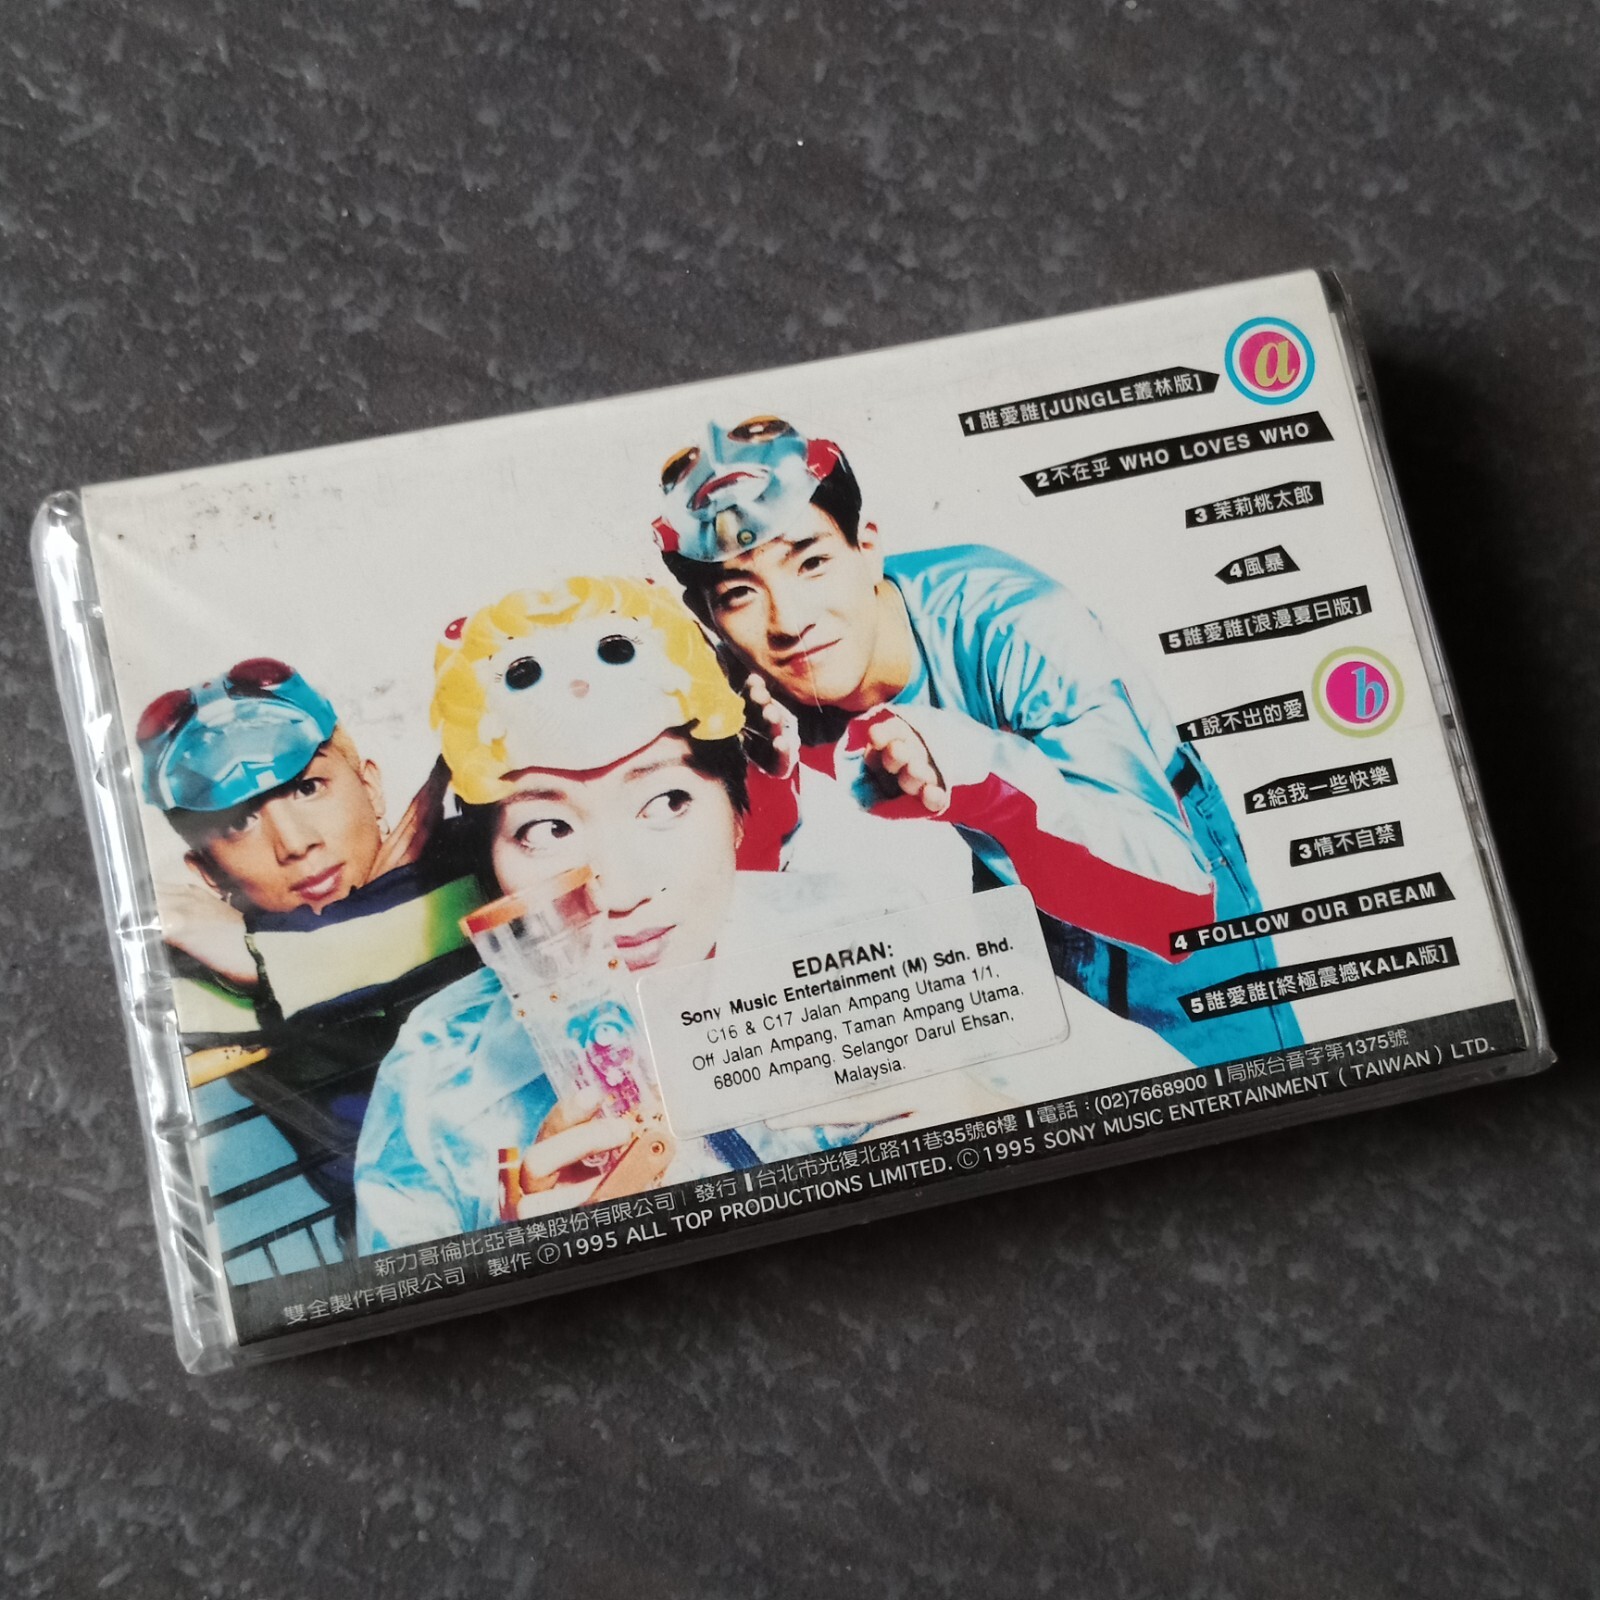 a
1 誰愛誰[JUNGLE叢林版]
2 不在乎 WHO LOVES WHO
3 茉莉桃太郎
4 風暴
5 誰愛誰[浪漫夏日版]
b
1 說不出的愛
2 給我一些快樂
3 情不自禁
4 FOLLOW OUR DREAM
5 誰愛誰[終極震撼KALA版]
EDARAN:
Sony Music Entertainment (M) Sdn. Bhd.
C16 & C17 Jalan Ampang Utama 1/1,
Off Jalan Ampang, Taman Ampang Utama,
68000 Ampang. Selangor Darul Ehsan,
Malaysia.
新力哥倫比亞音樂股份有限公司 | 發行 | 台北市光復北路11巷35號6樓 | 電話:(02)7668900 | 局版台音字第1375號
雙全製作有限公司 | 製作 Ⓟ1995 ALL TOP PRODUCTIONS LIMITED. Ⓒ1995 SONY MUSIC ENTERTAINMENT (TAIWAN) LTD.